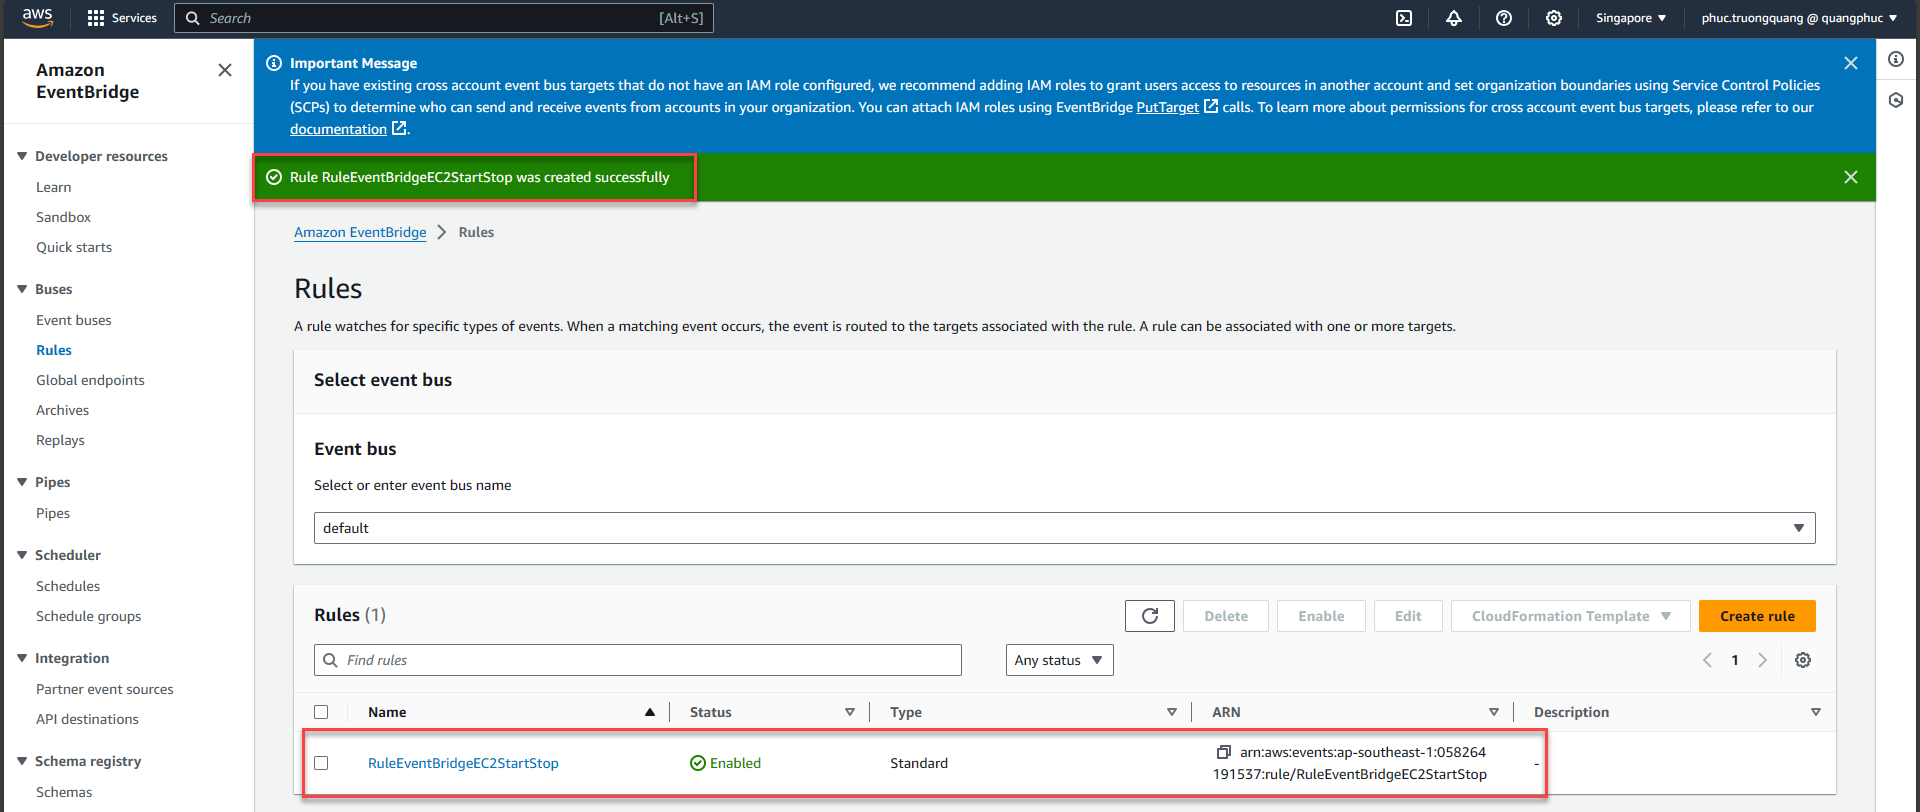 aws
Services
Search
[Alt+S]
Singapore
phuc.truongquang @ quangphuc
Amazon
EventBridge
Developer resources
Learn
Sandbox
Quick starts
Buses
Event buses
Rules
Global endpoints
Archives
Replays
Pipes
Pipes
Scheduler
Schedules
Schedule groups
Integration
Partner event sources
API destinations
Schema registry
Schemas
Important Message
If you have existing cross account event bus targets that do not have an IAM role configured, we recommend adding IAM roles to grant users access to resources in another account and set organization boundaries using Service Control Policies
(SCPs) to determine who can send and receive events from accounts in your organization. You can attach IAM roles using EventBridge PutTarget calls. To learn more about permissions for cross account event bus targets, please refer to our
documentation .
Rule RuleEventBridgeEC2StartStop was created successfully
Amazon EventBridge > Rules
Rules
A rule watches for specific types of events. When a matching event occurs, the event is routed to the targets associated with the rule. A rule can be associated with one or more targets.
Select event bus
Event bus
Select or enter event bus name
default
Rules (1)
Delete
Enable
Edit
CloudFormation Template
Create rule
Find rules
Any status
1
Name
Status
Type
ARN
Description
RuleEventBridgeEC2StartStop
Enabled
Standard
arn:aws:events:ap-southeast-1:058264
191537:rule/RuleEventBridgeEC2StartStop
-